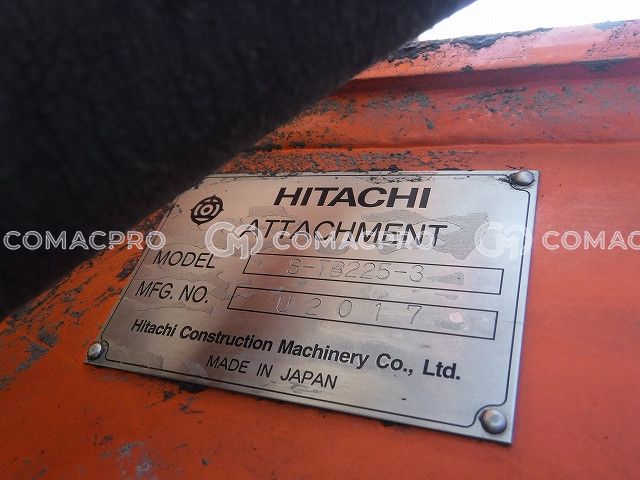 HITACHI
ATTACHMENT
MODEL
MFG. NO. U2017
Hitachi Construction Machinery Co., Ltd.
MADE IN JAPAN
COMACPRO COMACPRO COMACPRO